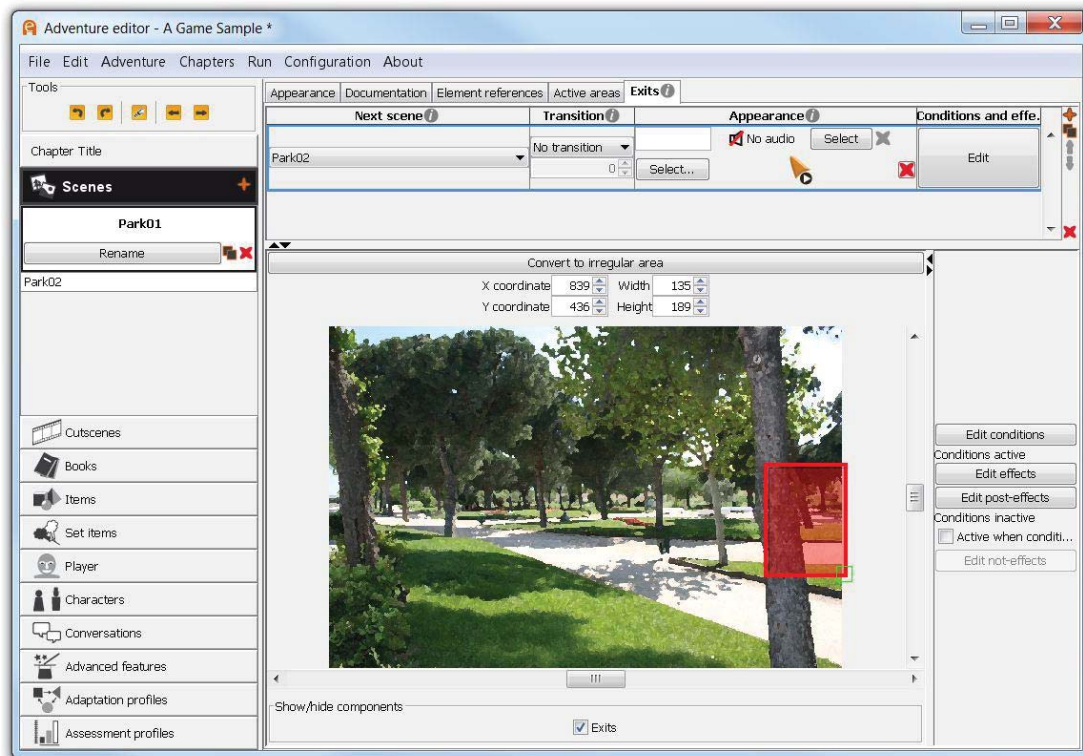 Adventure editor - A Game Sample *
File Edit Adventure Chapters Run Configuration About
Tools
Chapter Title
Scenes
Park01
Rename
Park02
Cutscenes
Books
Items
Set items
Player
Characters
Conversations
Advanced features
Adaptation profiles
Assessment profiles
Appearance Documentation Element references Active areas Exits
Next scene Transition Appearance Conditions and effe.
Park02 No transition No audio Select Edit
0 Select...
Convert to irregular area
X coordinate 839 Width 135
Y coordinate 436 Height 189
Edit conditions
Conditions active
Edit effects
Edit post-effects
Conditions inactive
Active when conditi...
Edit not-effects
Show/hide components
Exits